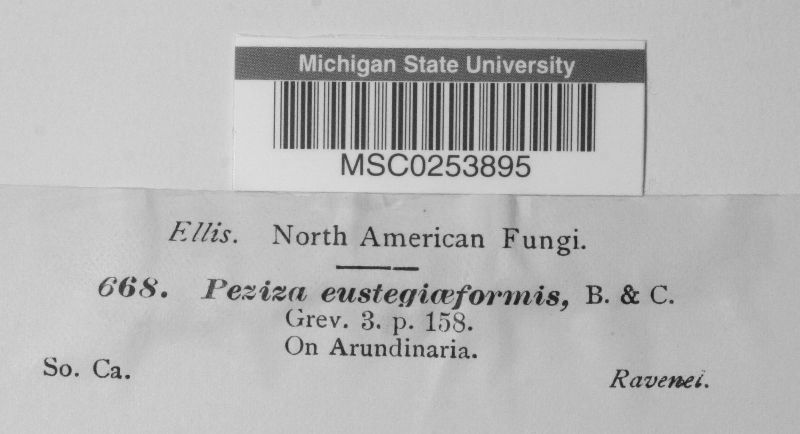 Michigan State University
MSC0253895
Ellis. North American Fungi.
668. Peziza eustegiæformis, B. & C.
Grev. 3. p. 158.
On Arundinaria.
So. Ca.
Ravenei.